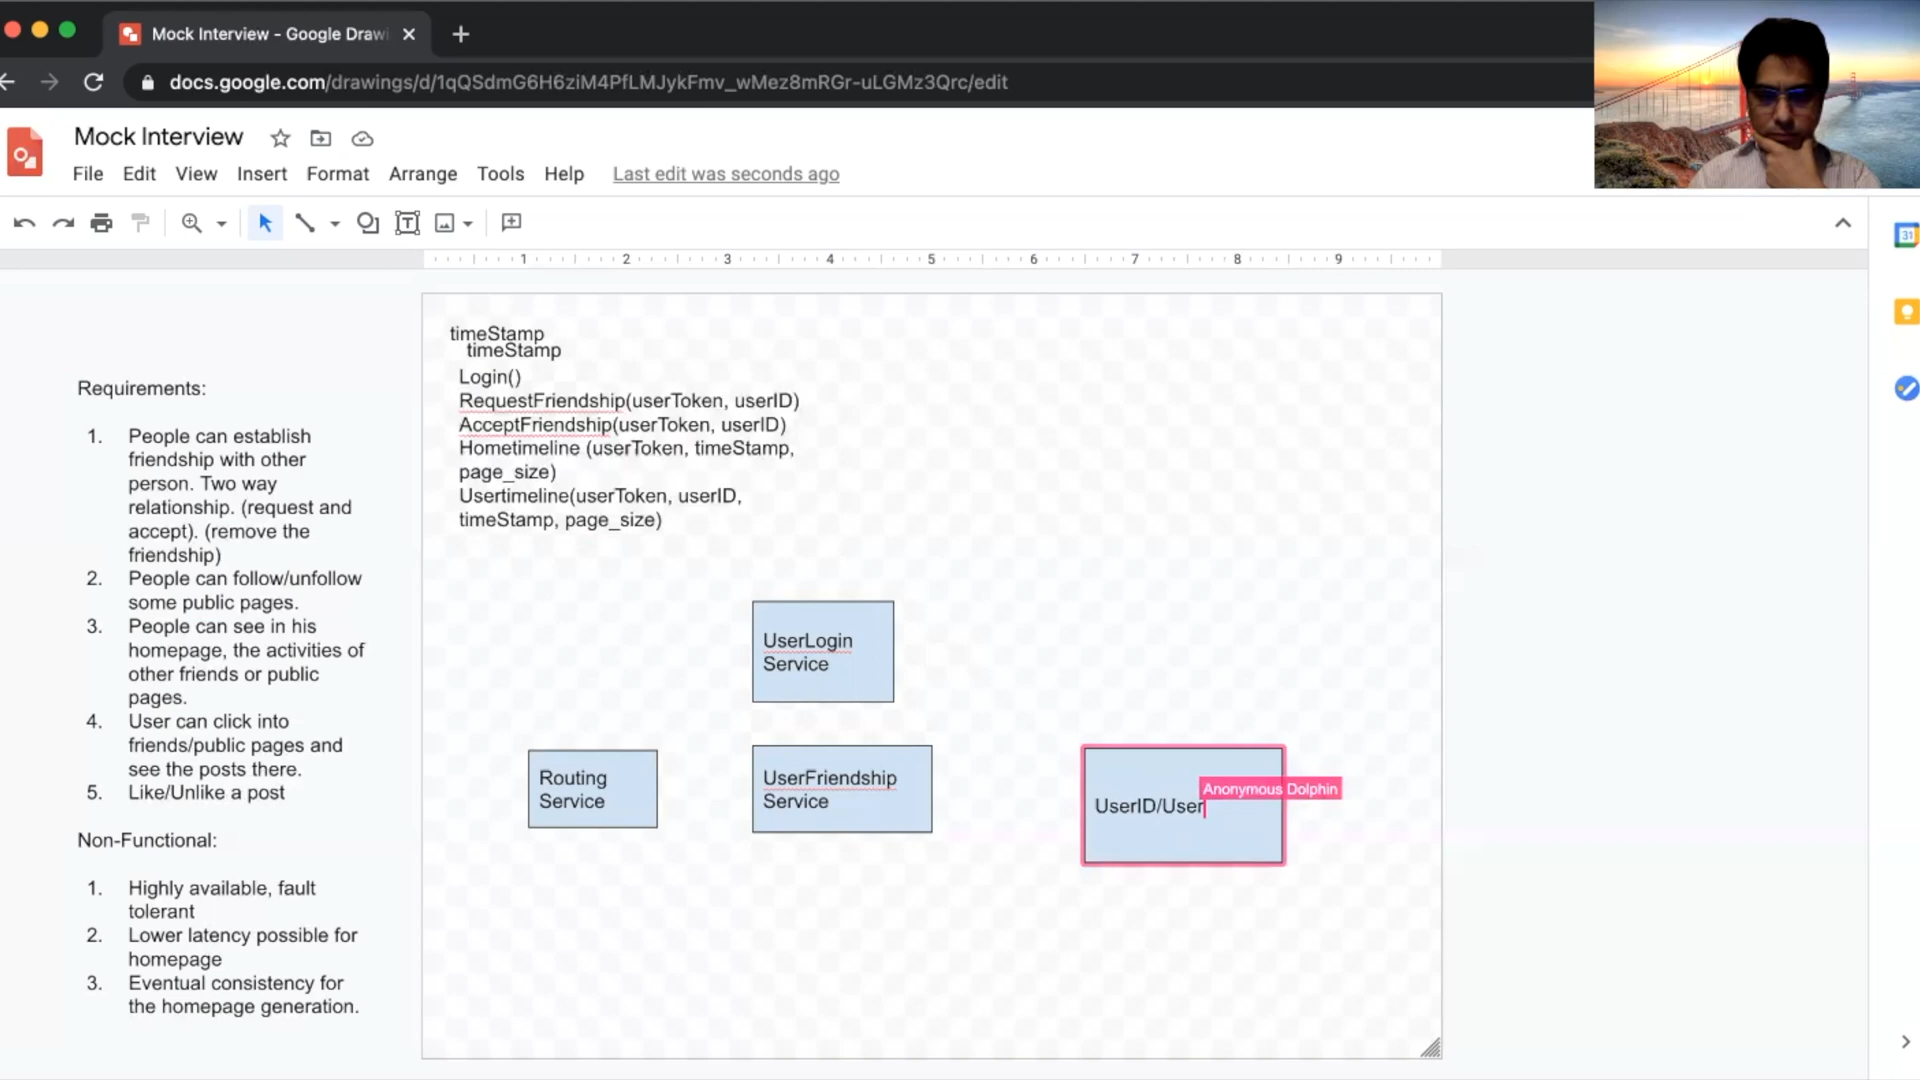 Mock Interview - Google Drawi
docs.google.com/drawings/d/1qQSdmG6H6ziM4PfLMJykFmv_wMez8mRGr-uLGMz3Qrc/edit
Mock Interview
File Edit View Insert Format Arrange Tools Help Last edit was seconds ago
1 2 3 4 5 6 7 8 9
31
Requirements:
1. People can establish
friendship with other
person. Two way
relationship. (request and
accept). (remove the
friendship)
2. People can follow/unfollow
some public pages.
3. People can see in his
homepage, the activities of
other friends or public
pages.
4. User can click into
friends/public pages and
see the posts there.
5. Like/Unlike a post
Non-Functional:
1. Highly available, fault
tolerant
2. Lower latency possible for
homepage
3. Eventual consistency for
the homepage generation.
timeStamp
timeStamp
Login()
RequestFriendship(userToken, userID)
AcceptFriendship(userToken, userID)
Hometimeline (userToken, timeStamp,
page_size)
Usertimeline(userToken, userID,
timeStamp, page_size)
UserLogin
Service
Routing
Service
UserFriendship
Service
Anonymous Dolphin
UserID/User